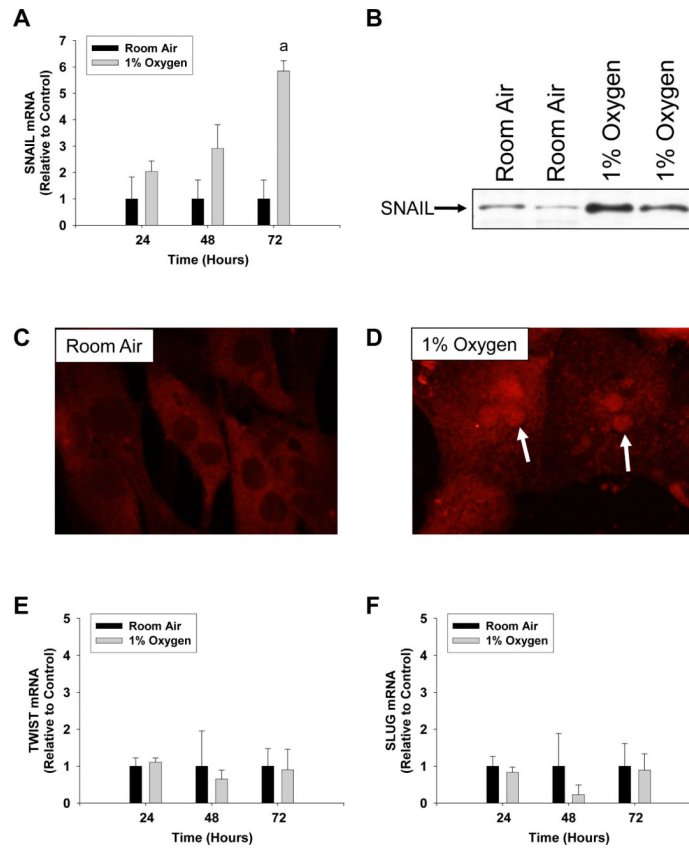 A
SNAIL mRNA
(Relative to Control)
7
6
5
4
3
2
1
0
Room Air
1% Oxygen
a
24
48
72
Time (Hours)
B
Room Air
Room Air
1% Oxygen
1% Oxygen
SNAIL
C
Room Air
D
1% Oxygen
E
TWIST mRNA
(Relative to Control)
5
4
3
2
1
0
Room Air
1% Oxygen
24
48
72
Time (Hours)
F
SLUG mRNA
(Relative to Control)
5
4
3
2
1
0
Room Air
1% Oxygen
24
48
72
Time (Hours)